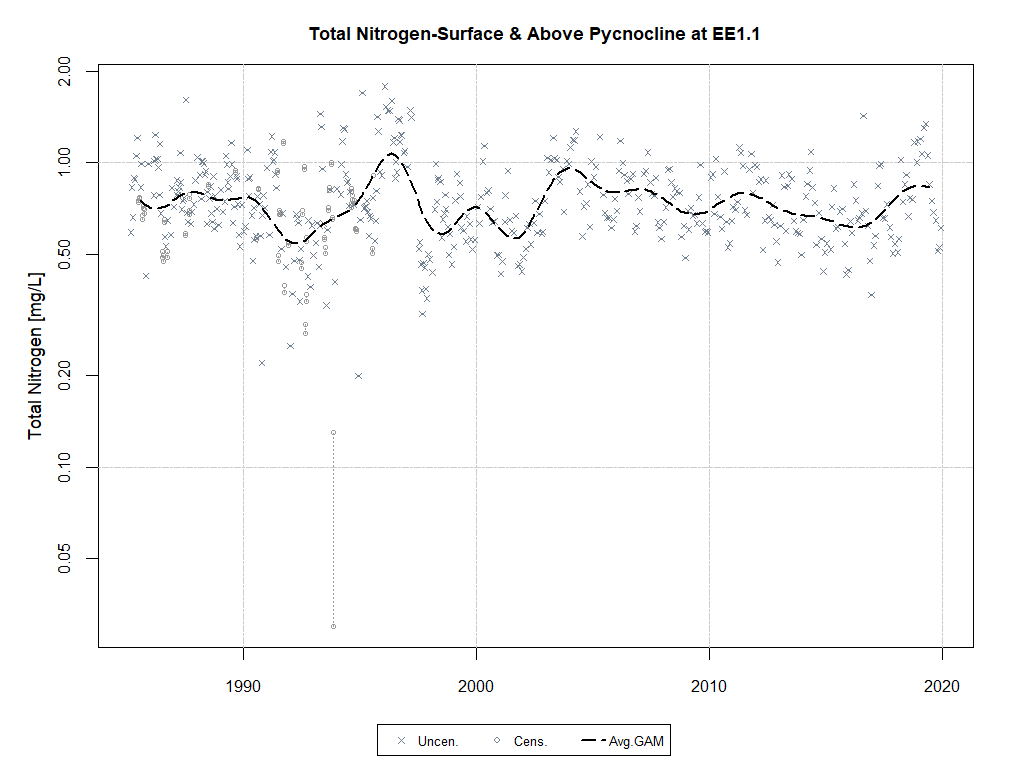 Total Nitrogen-Surface & Above Pycnocline at EE1.1
Total Nitrogen [mg/L]
2.00
1.00
0.50
0.20
0.10
0.05
1990 2000 2010 2020
Uncen. Cens. Avg.GAM